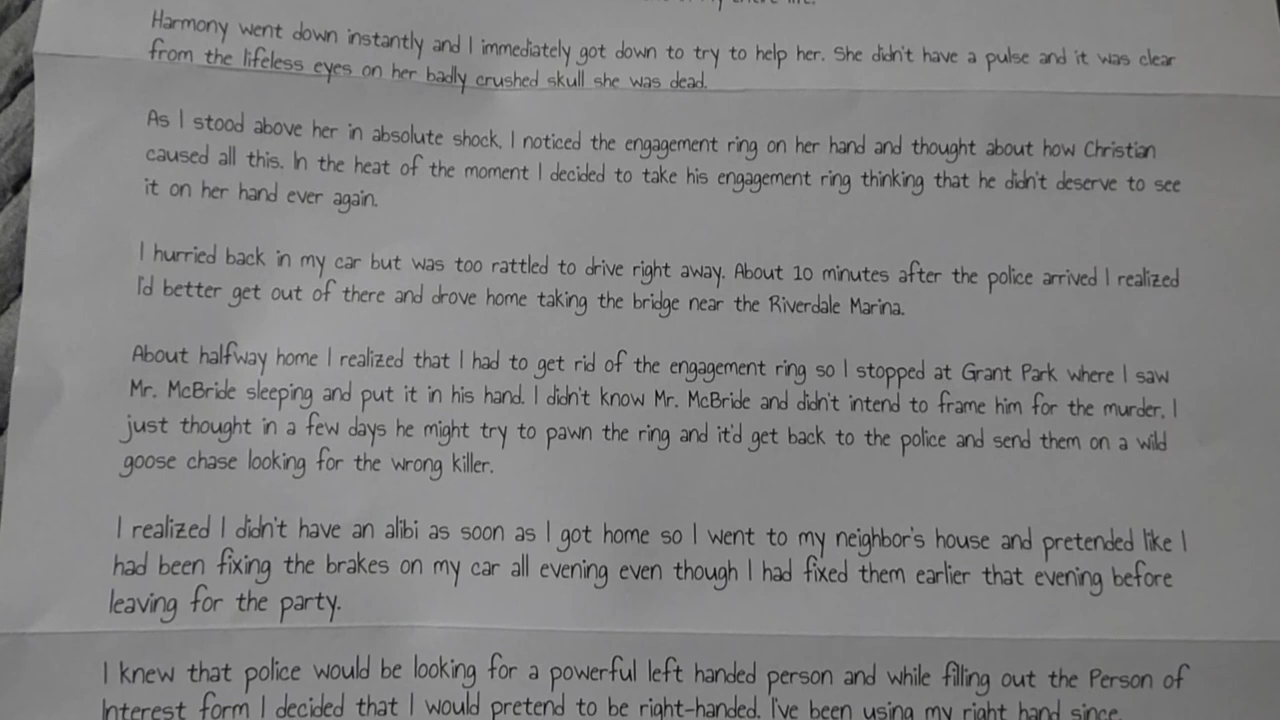 Harmony went down instantly and I immediately got down to try to help her. She didn't have a pulse and it was clear
from the lifeless eyes on her badly crushed skull she was dead.
As I stood above her in absolute shock, I noticed the engagement ring on her hand and thought about how Christian
caused all this. In the heat of the moment I decided to take his engagement ring thinking that he didn't deserve to see
it on her hand ever again.
I hurried back in my car but was too rattled to drive right away. About 10 minutes after the police arrived I realized
I'd better get out of there and drove home taking the bridge near the Riverdale Marina.
About halfway home I realized that I had to get rid of the engagement ring so I stopped at Grant Park where I saw
Mr. McBride sleeping and put it in his hand. I didn't know Mr. McBride and didn't intend to frame him for the murder, I
just thought in a few days he might try to pawn the ring and it'd get back to the police and send them on a wild
goose chase looking for the wrong killer.
I realized I didn't have an alibi as soon as I got home so I went to my neighbor's house and pretended like I
had been fixing the brakes on my car all evening even though I had fixed them earlier that evening before
leaving for the party.
I knew that police would be looking for a powerful left handed person and while filling out the Person of
Interest form I decided that I would pretend to be right-handed. I've been using my right hand since.